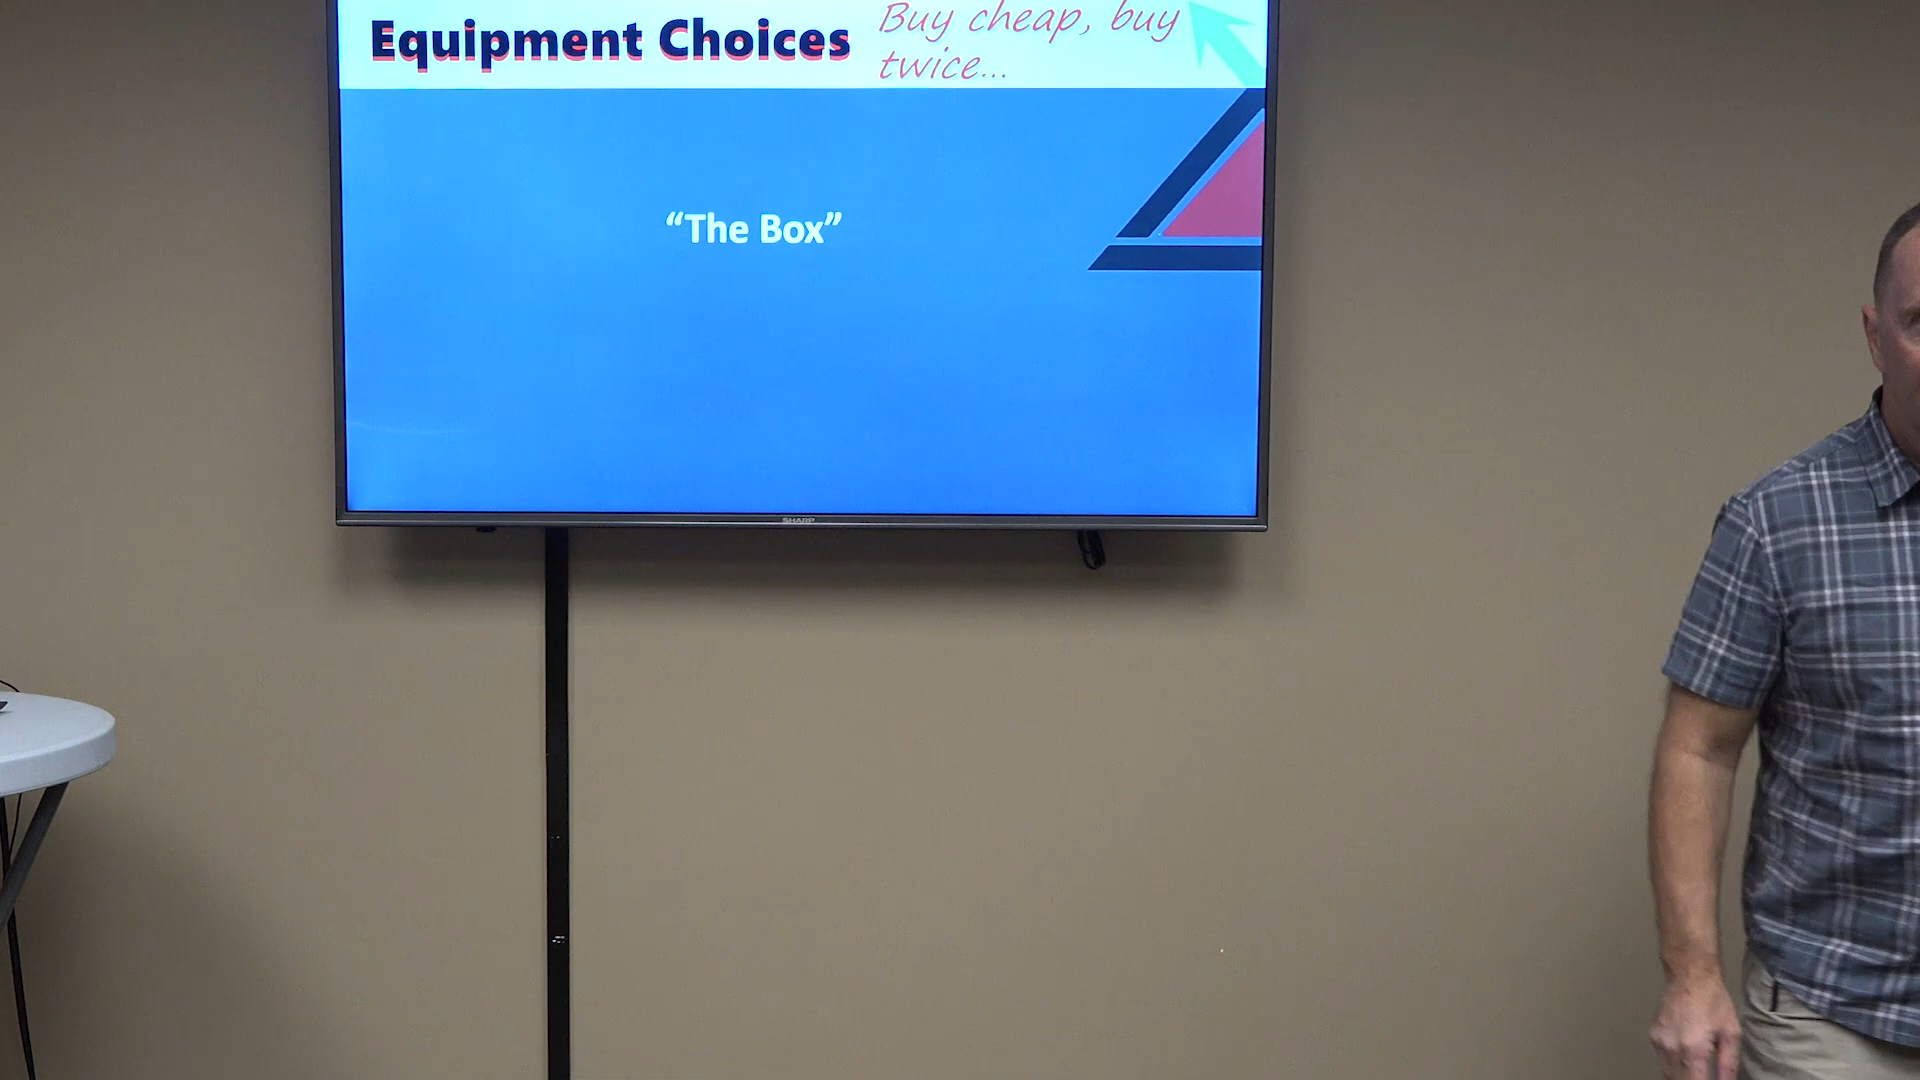 Equipment Choices
Buy cheap, buy
twice...
“The Box”
SHARP